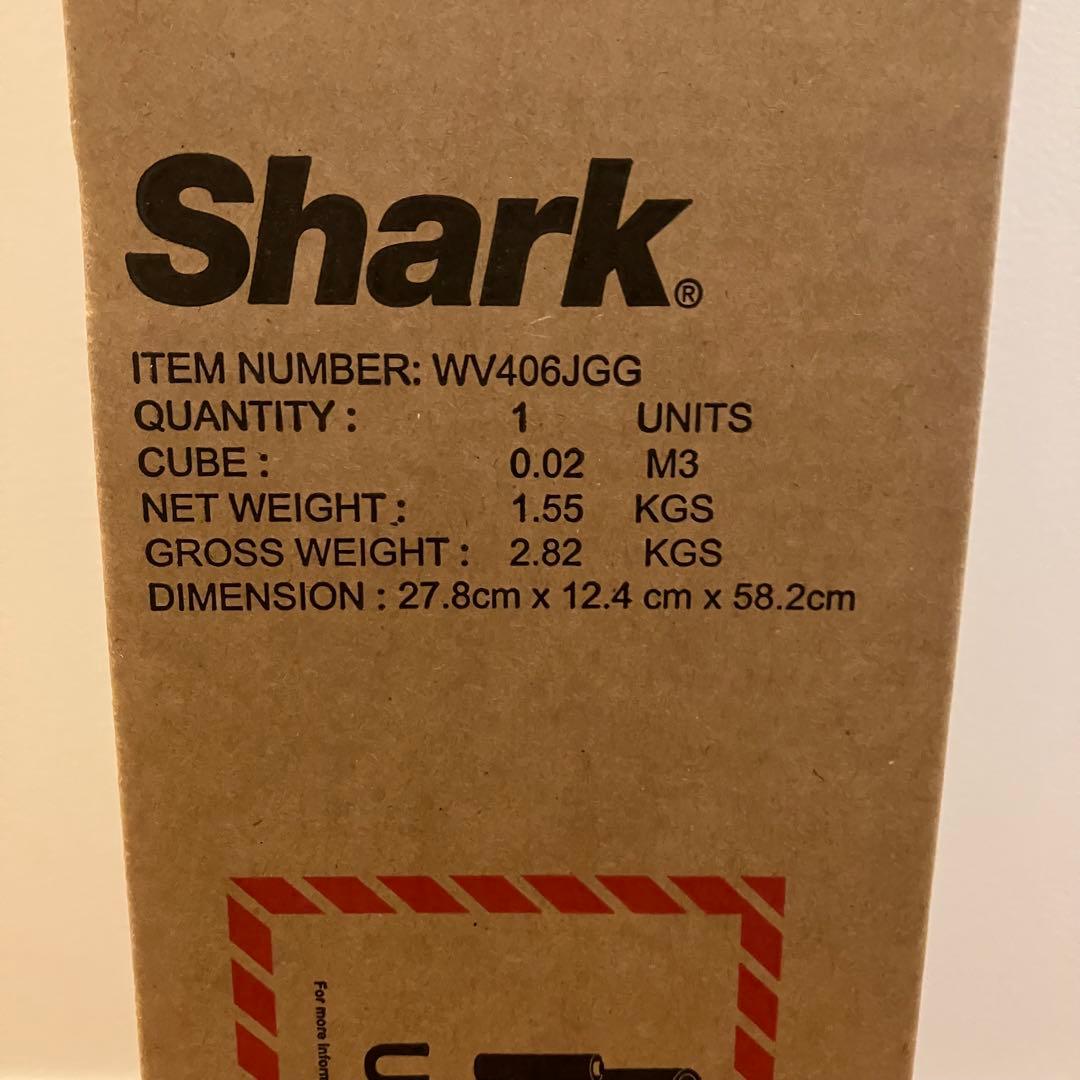 Shark®
ITEM NUMBER: WV406JGG
QUANTITY : 1 UNITS
CUBE : 0.02 M3
NET WEIGHT : 1.55 KGS
GROSS WEIGHT : 2.82 KGS
DIMENSION : 27.8cm x 12.4 cm x 58.2cm
For more
U